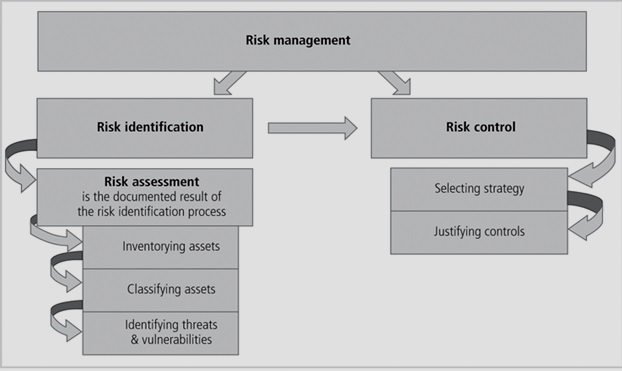 Risk management
Risk identification
Risk control
Risk assessment
is the documented result of
the risk identification process
Inventorying assets
Classifying assets
Identifying threats
& vulnerabilities
Selecting strategy
Justifying controls